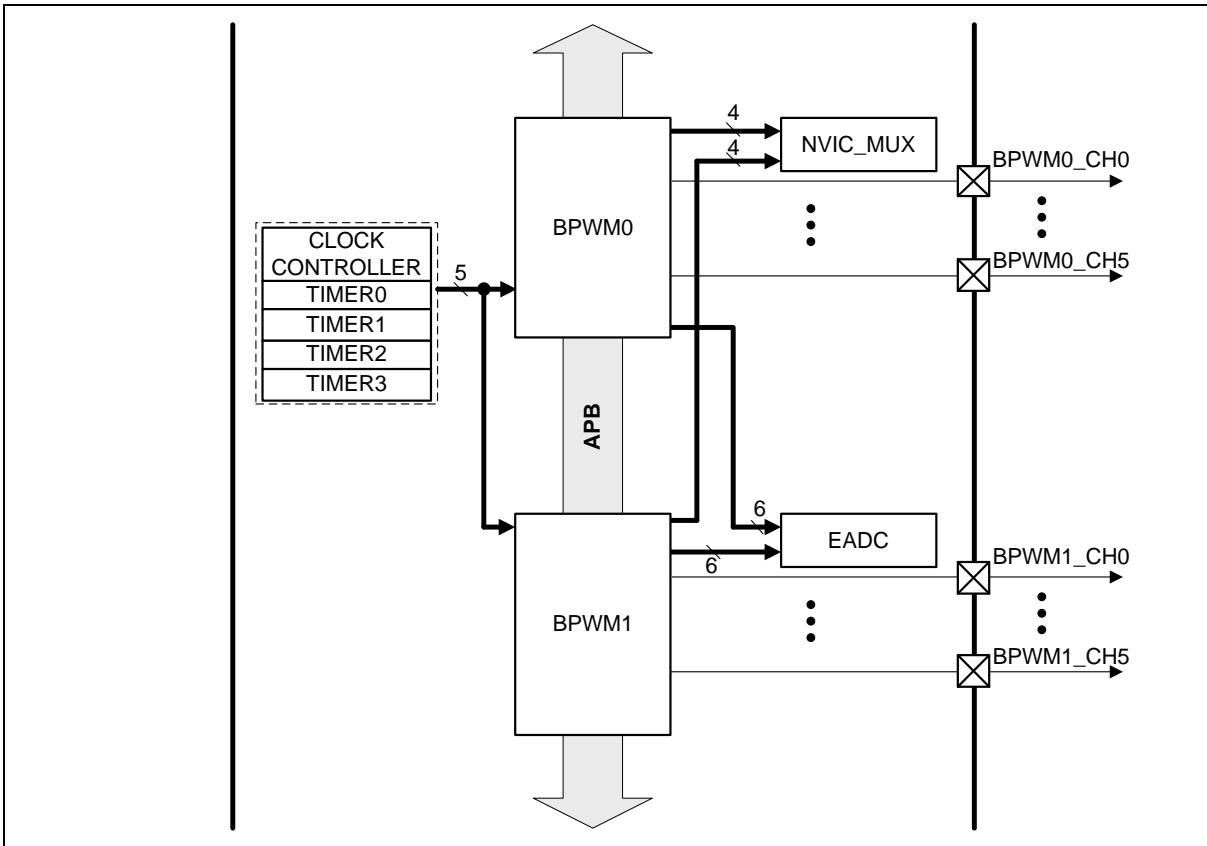 4
NVIC_MUX
4
BPWM0_CH0
BPWM0
CLOCK
CONTROLLER
TIMER0
TIMER1
TIMER2
TIMER3
5
BPWM0_CH5
APB
6
EADC
6
BPWM1_CH0
BPWM1
BPWM1_CH5